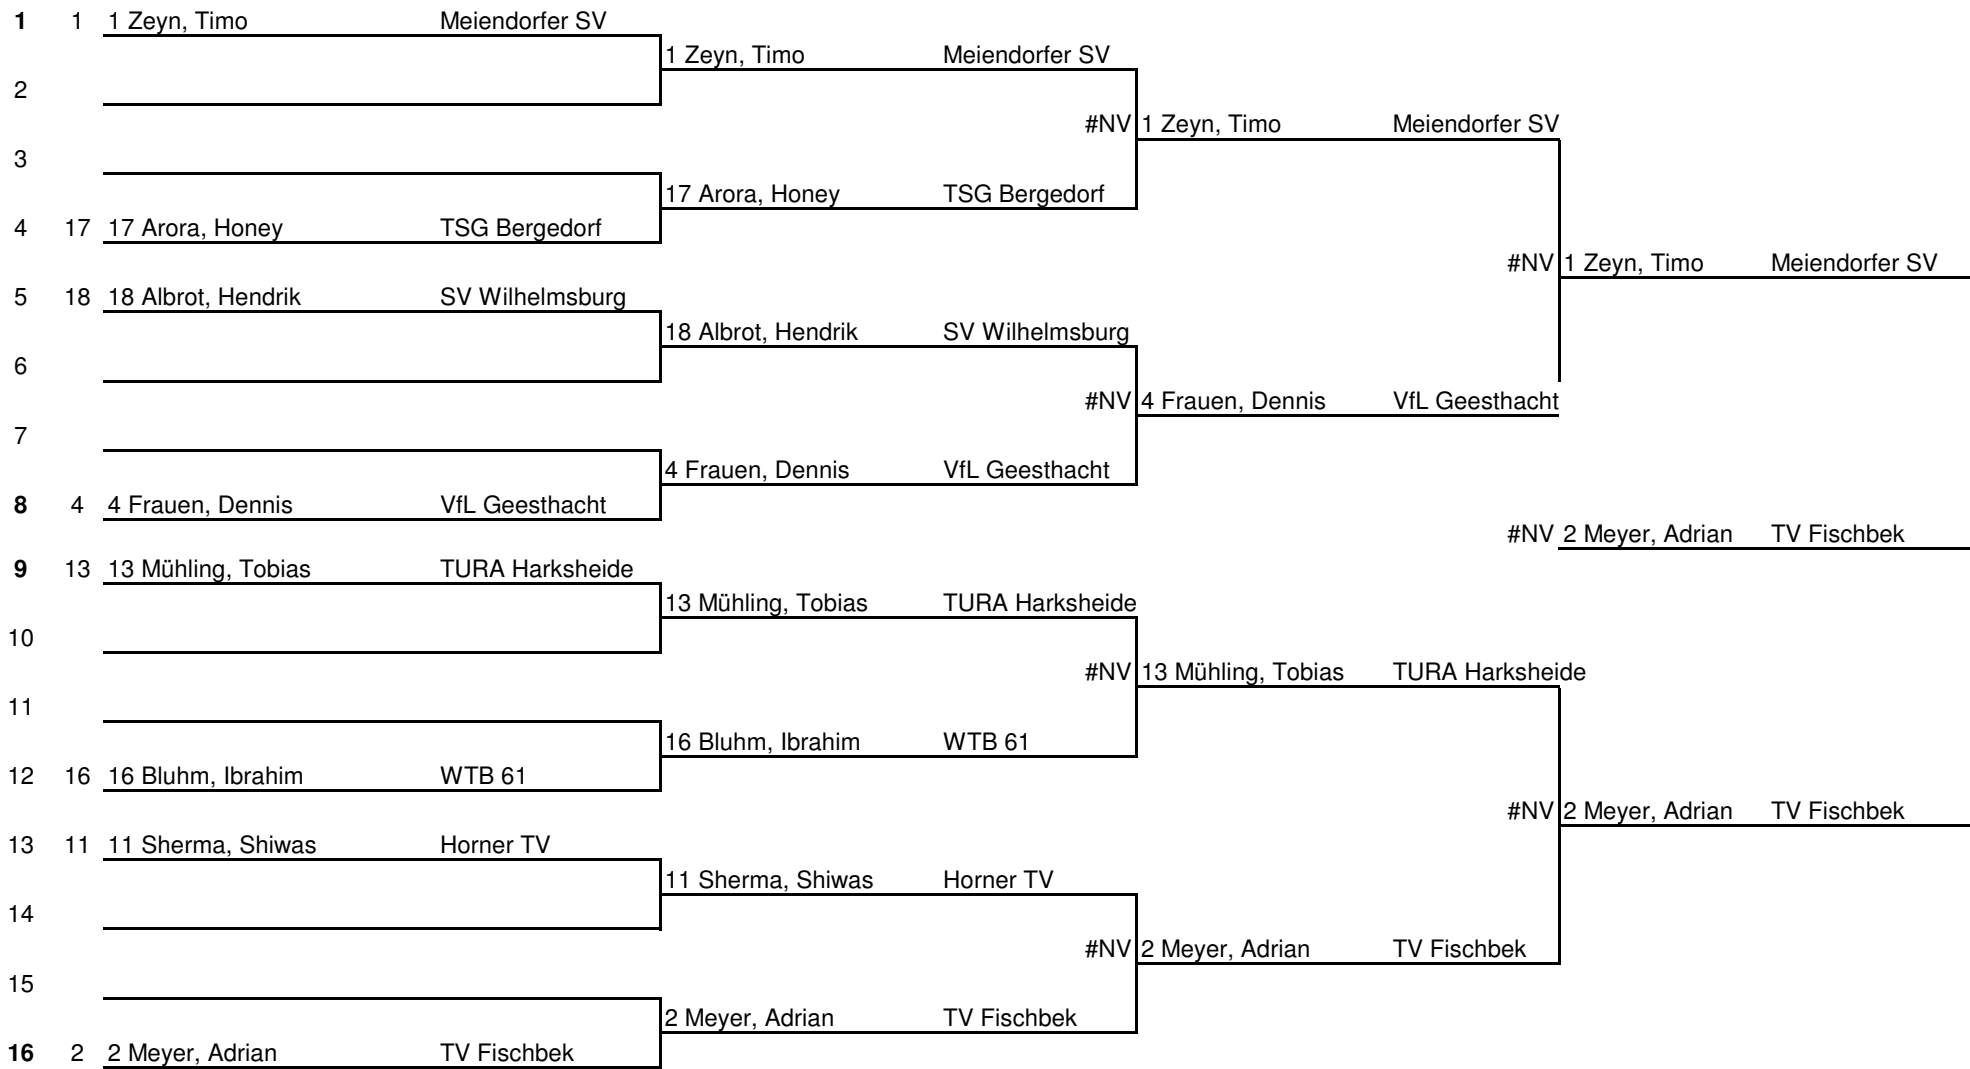 1 1 1 Zeyn, Timo Meiendorfer SV
1 Zeyn, Timo Meiendorfer SV
2
#NV 1 Zeyn, Timo Meiendorfer SV
3
17 Arora, Honey TSG Bergedorf
4 17 17 Arora, Honey TSG Bergedorf
#NV 1 Zeyn, Timo Meiendorfer SV
5 18 18 Albrot, Hendrik SV Wilhelmsburg
18 Albrot, Hendrik SV Wilhelmsburg
6
#NV 4 Frauen, Dennis VfL Geesthacht
7
4 Frauen, Dennis VfL Geesthacht
8 4 4 Frauen, Dennis VfL Geesthacht
#NV 2 Meyer, Adrian TV Fischbek
9 13 13 Mühling, Tobias TURA Harksheide
13 Mühling, Tobias TURA Harksheide
10
#NV 13 Mühling, Tobias TURA Harksheide
11
16 Bluhm, Ibrahim WTB 61
12 16 16 Bluhm, Ibrahim WTB 61
#NV 2 Meyer, Adrian TV Fischbek
13 11 11 Sherma, Shiwas Horner TV
11 Sherma, Shiwas Horner TV
14
#NV 2 Meyer, Adrian TV Fischbek
15
2 Meyer, Adrian TV Fischbek
16 2 2 Meyer, Adrian TV Fischbek